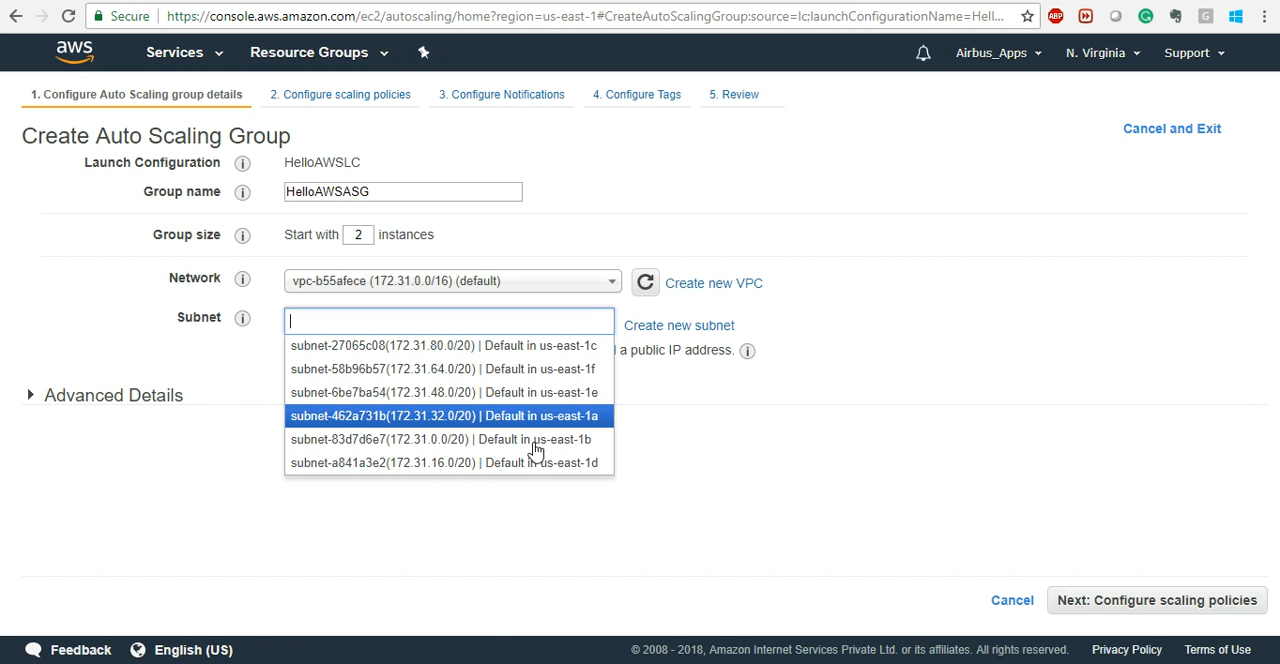 Secure https://console.aws.amazon.com/ec2/autoscaling/home?region=us-east-1#CreateAutoScalingGroup:source=lc;launchConfigurationName=Hell... ABP G
aws Services Resource Groups Airbus_Apps N. Virginia Support
1. Configure Auto Scaling group details 2. Configure scaling policies 3. Configure Notifications 4. Configure Tags 5. Review
Create Auto Scaling Group Cancel and Exit
Launch Configuration i HelloAWSLC
Group name i HelloAWSASG
Group size i Start with 2 instances
Network i vpc-b55afece (172.31.0.0/16) (default) Create new VPC
Subnet i Create new subnet
subnet-27065c08(172.31.80.0/20) | Default in us-east-1c
a public IP address. i
subnet-58b96b57(172.31.64.0/20) | Default in us-east-1f
subnet-6be7ba54(172.31.48.0/20) | Default in us-east-1e
Advanced Details
subnet-462a731b(172.31.32.0/20) | Default in us-east-1a
subnet-83d7d6e7(172.31.0.0/20) | Default in us-east-1b
subnet-a841a3e2(172.31.16.0/20) | Default in us-east-1d
Cancel Next: Configure scaling policies
Feedback English (US) © 2008 - 2018, Amazon Internet Services Private Ltd. or its affiliates. All rights reserved. Privacy Policy Terms of Use